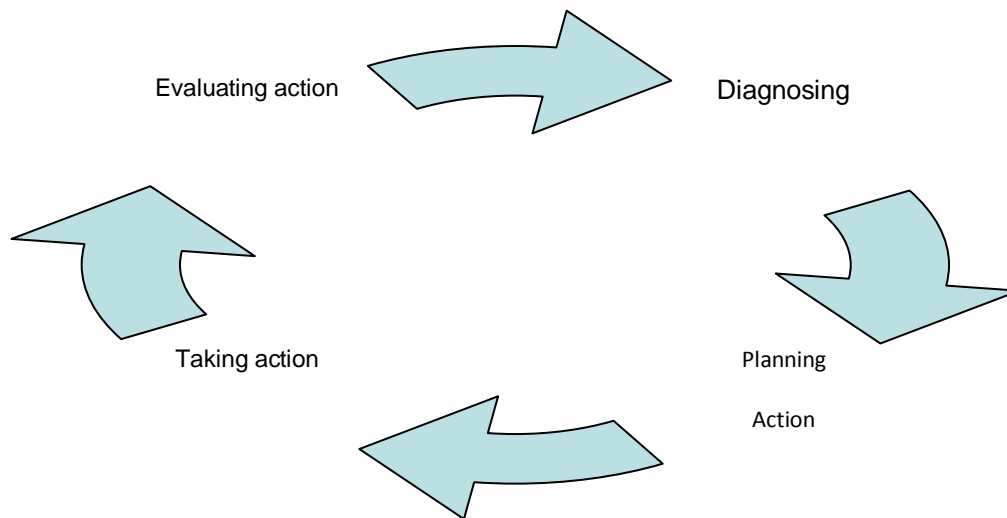 Evaluating action
Diagnosing
Taking action
Planning
Action